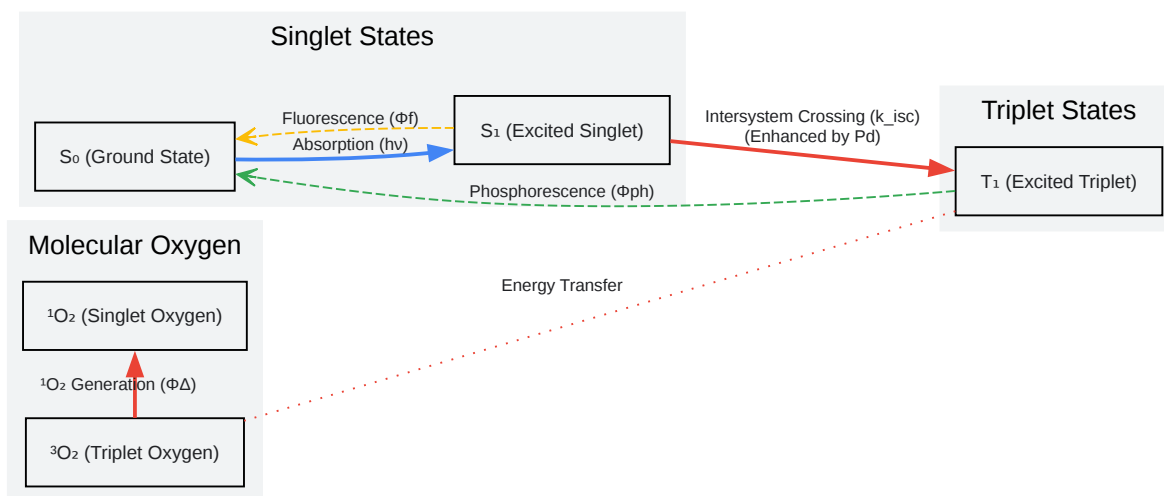 Singlet States
Fluorescence (Φf)
S₁ (Excited Singlet)
S₀ (Ground State)
Absorption (hν)
Phosphorescence (Φph)
Intersystem Crossing (k_isc)
(Enhanced by Pd)
Triplet States
T₁ (Excited Triplet)
Molecular Oxygen
¹O₂ (Singlet Oxygen)
Energy Transfer
¹O₂ Generation (ΦΔ)
³O₂ (Triplet Oxygen)